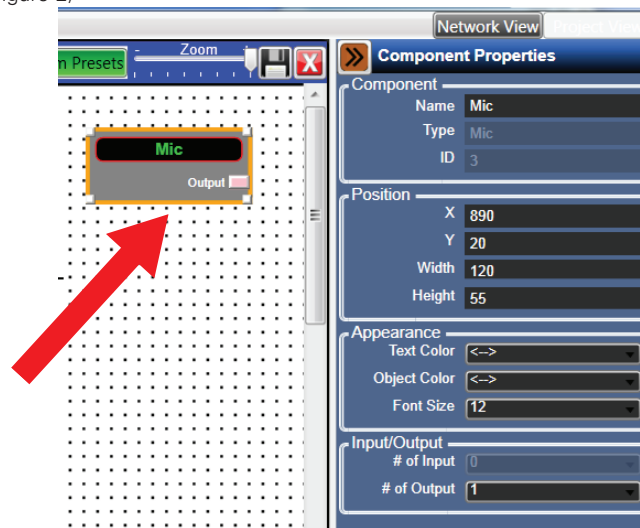 Network View Project View
m Presets
- Zoom +
X
Component Properties
Mic
Output
Component
Name Mic
Type Mic
ID 3
Position
X 890
Y 20
Width 120
Height 55
Appearance
Text Color <-->
Object Color <-->
Font Size 12
Input/Output
# of Input 0
# of Output 1